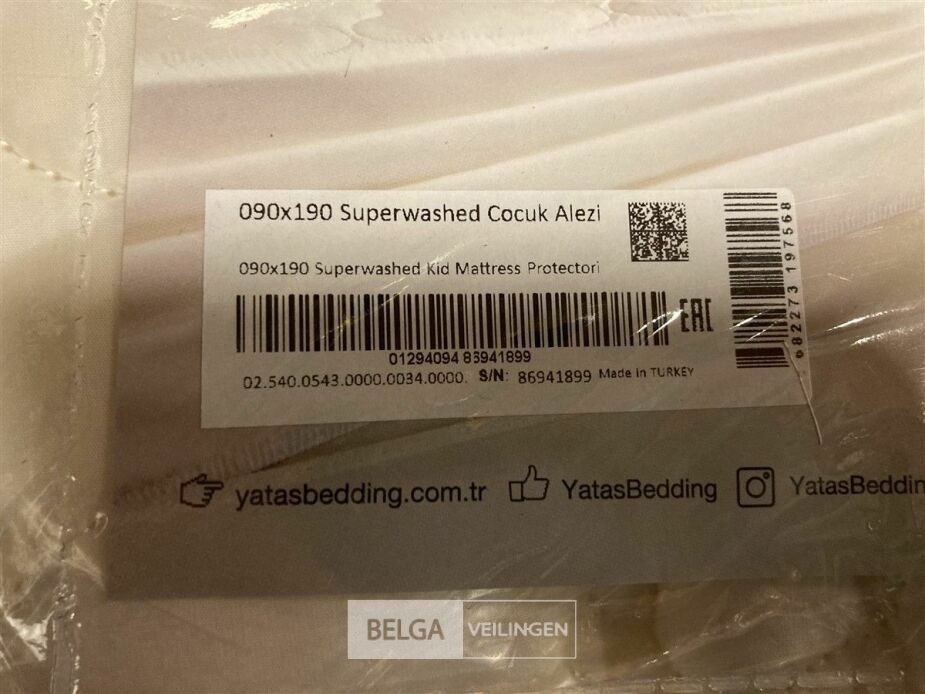 090x190 Superwashed Cocuk Alezi
090x190 Superwashed Kid Mattress Protectori
EAC
01294094 86941899
02.540.0543.0000.0034.0000. S/N: 86941899 Made in TURKEY
682273 197568
yatasbedding.com.tr YatasBedding YatasBeddin
BELGA VEILINGEN